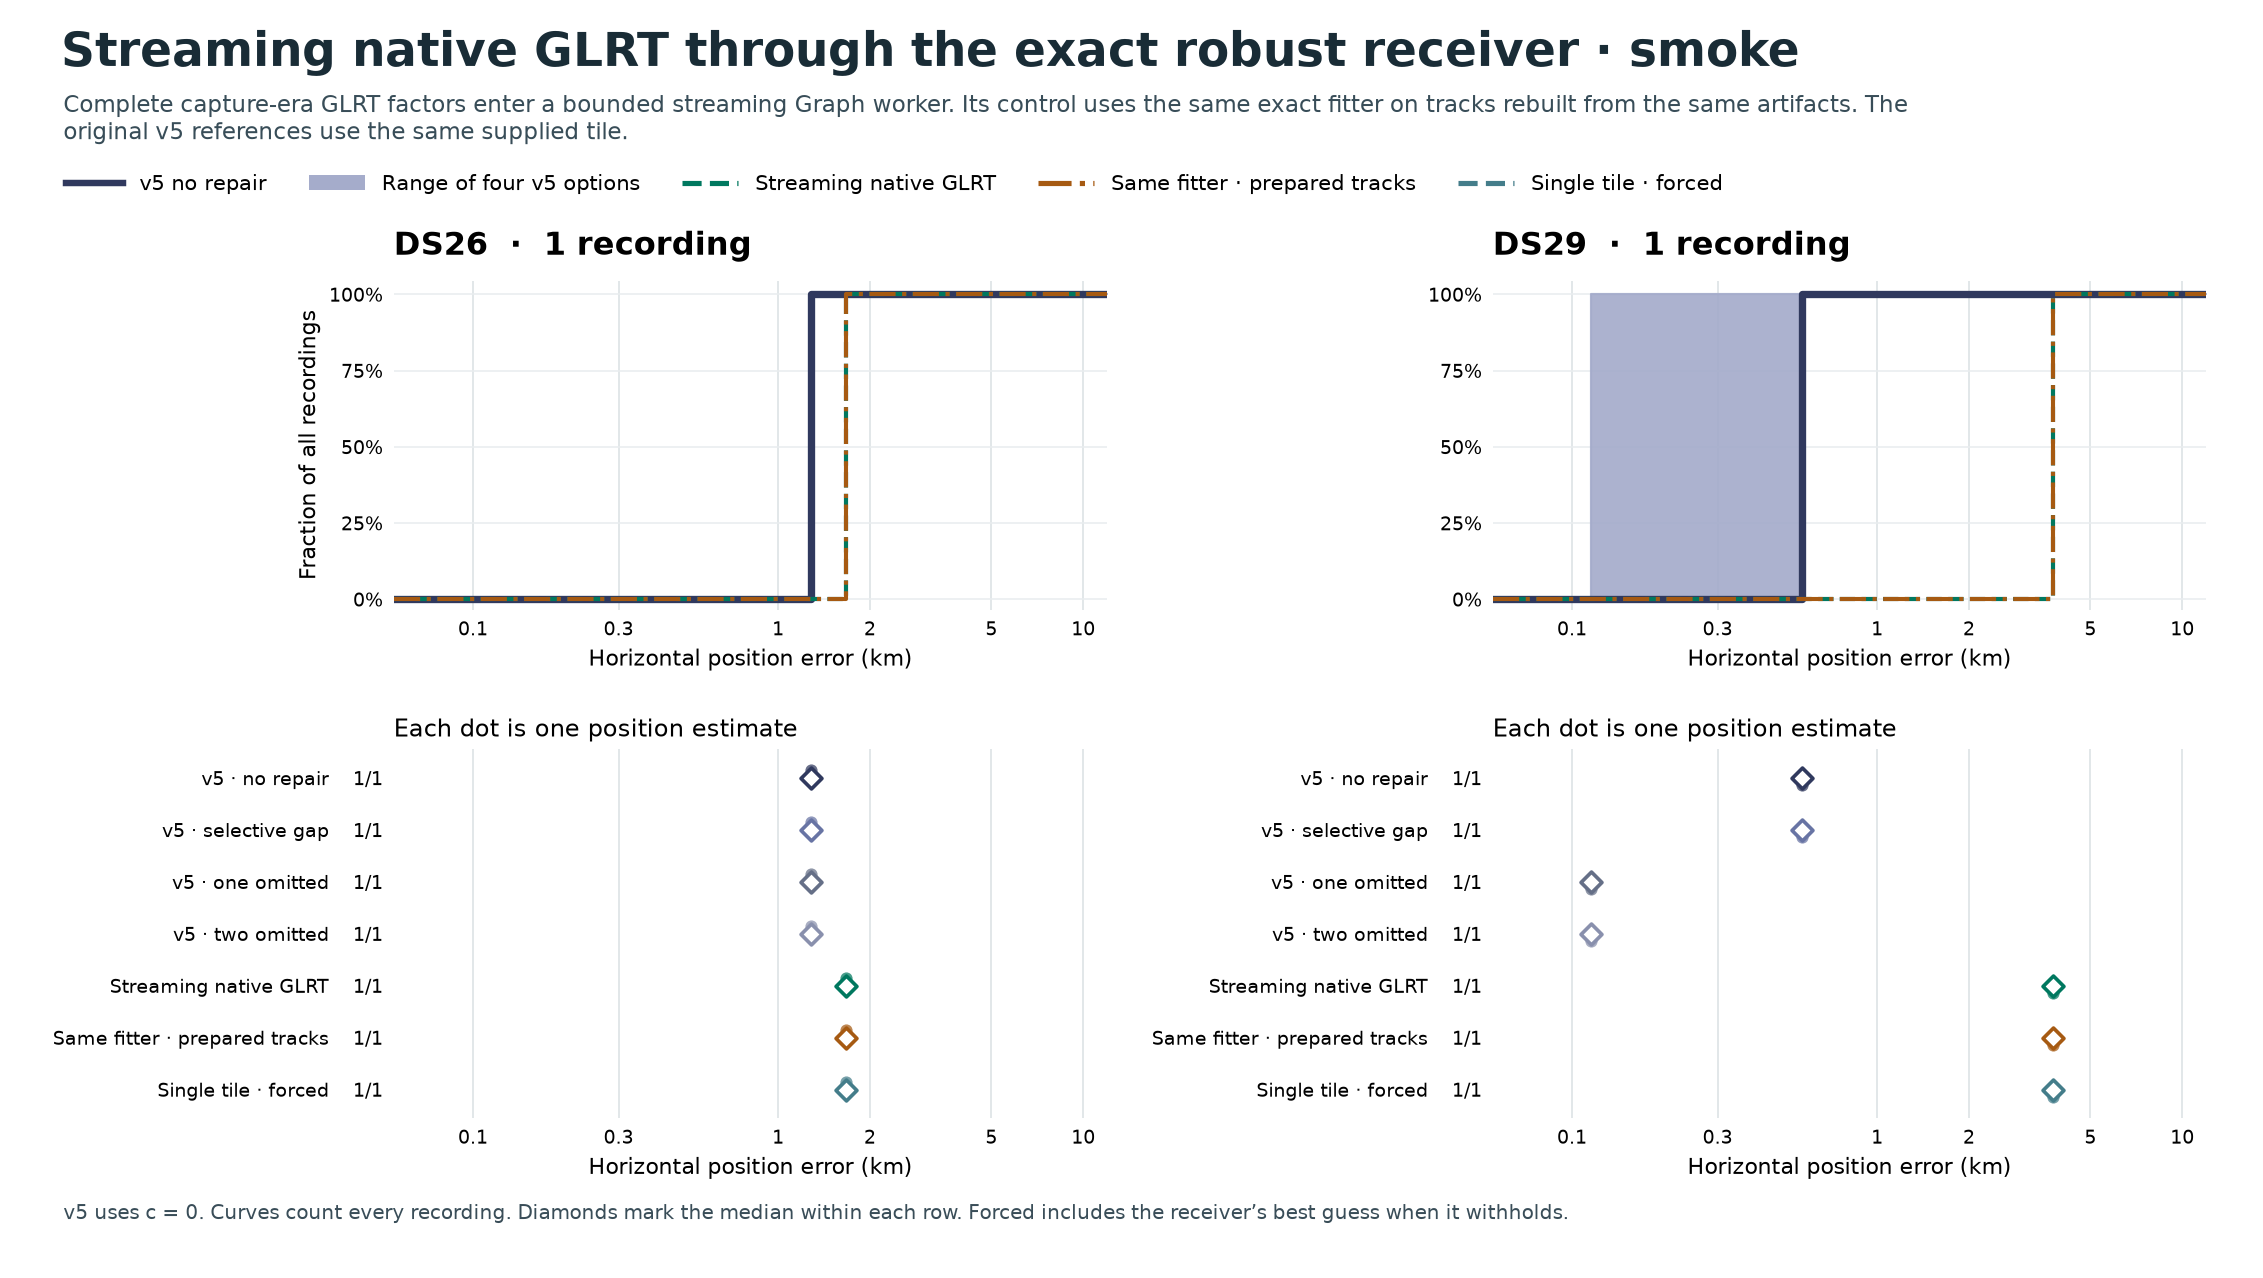 Streaming native GLRT through the exact robust receiver · smoke
Complete capture-era GLRT factors enter a bounded streaming Graph worker. Its control uses the same exact fitter on tracks rebuilt from the same artifacts. The
original v5 references use the same supplied tile.
v5 no repair
Range of four v5 options
Streaming native GLRT
Same fitter · prepared tracks
Single tile · forced
DS26 · 1 recording
Fraction of all recordings
100%
75%
50%
25%
0%
0.1 0.3 1 2 5 10
Horizontal position error (km)
DS29 · 1 recording
100%
75%
50%
25%
0%
0.1 0.3 1 2 5 10
Horizontal position error (km)
Each dot is one position estimate
v5 · no repair 1/1
v5 · selective gap 1/1
v5 · one omitted 1/1
v5 · two omitted 1/1
Streaming native GLRT 1/1
Same fitter · prepared tracks 1/1
Single tile · forced 1/1
0.1 0.3 1 2 5 10
Horizontal position error (km)
Each dot is one position estimate
v5 · no repair 1/1
v5 · selective gap 1/1
v5 · one omitted 1/1
v5 · two omitted 1/1
Streaming native GLRT 1/1
Same fitter · prepared tracks 1/1
Single tile · forced 1/1
0.1 0.3 1 2 5 10
Horizontal position error (km)
v5 uses c = 0. Curves count every recording. Diamonds mark the median within each row. Forced includes the receiver’s best guess when it withholds.